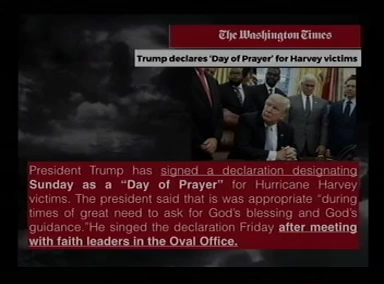 The Washington Times
Trump declares 'Day of Prayer' for Harvey victims
President Trump has signed a declaration designating
Sunday as a “Day of Prayer” for Hurricane Harvey
victims. The president said that is was appropriate “during
times of great need to ask for God's blessing and God's
guidance.”He singed the declaration Friday after meeting
with faith leaders in the Oval Office.